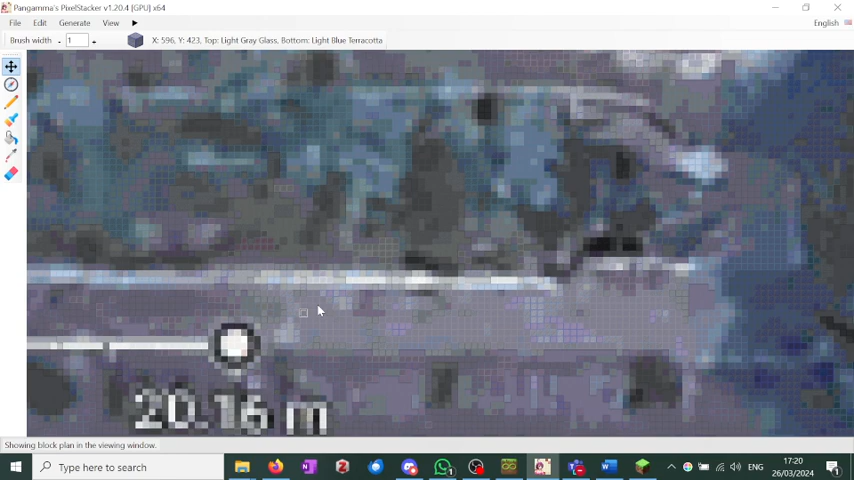 Pangamma's PixelStacker v1.20.4 [GPU] x64
File Edit Generate View
English
Brush width 1 X: 596, Y: 423, Top: Light Gray Glass, Bottom: Light Blue Terracotta
20.16 m
Showing block plan in the viewing window.
Type here to search
ENG
17:20
26/03/2024